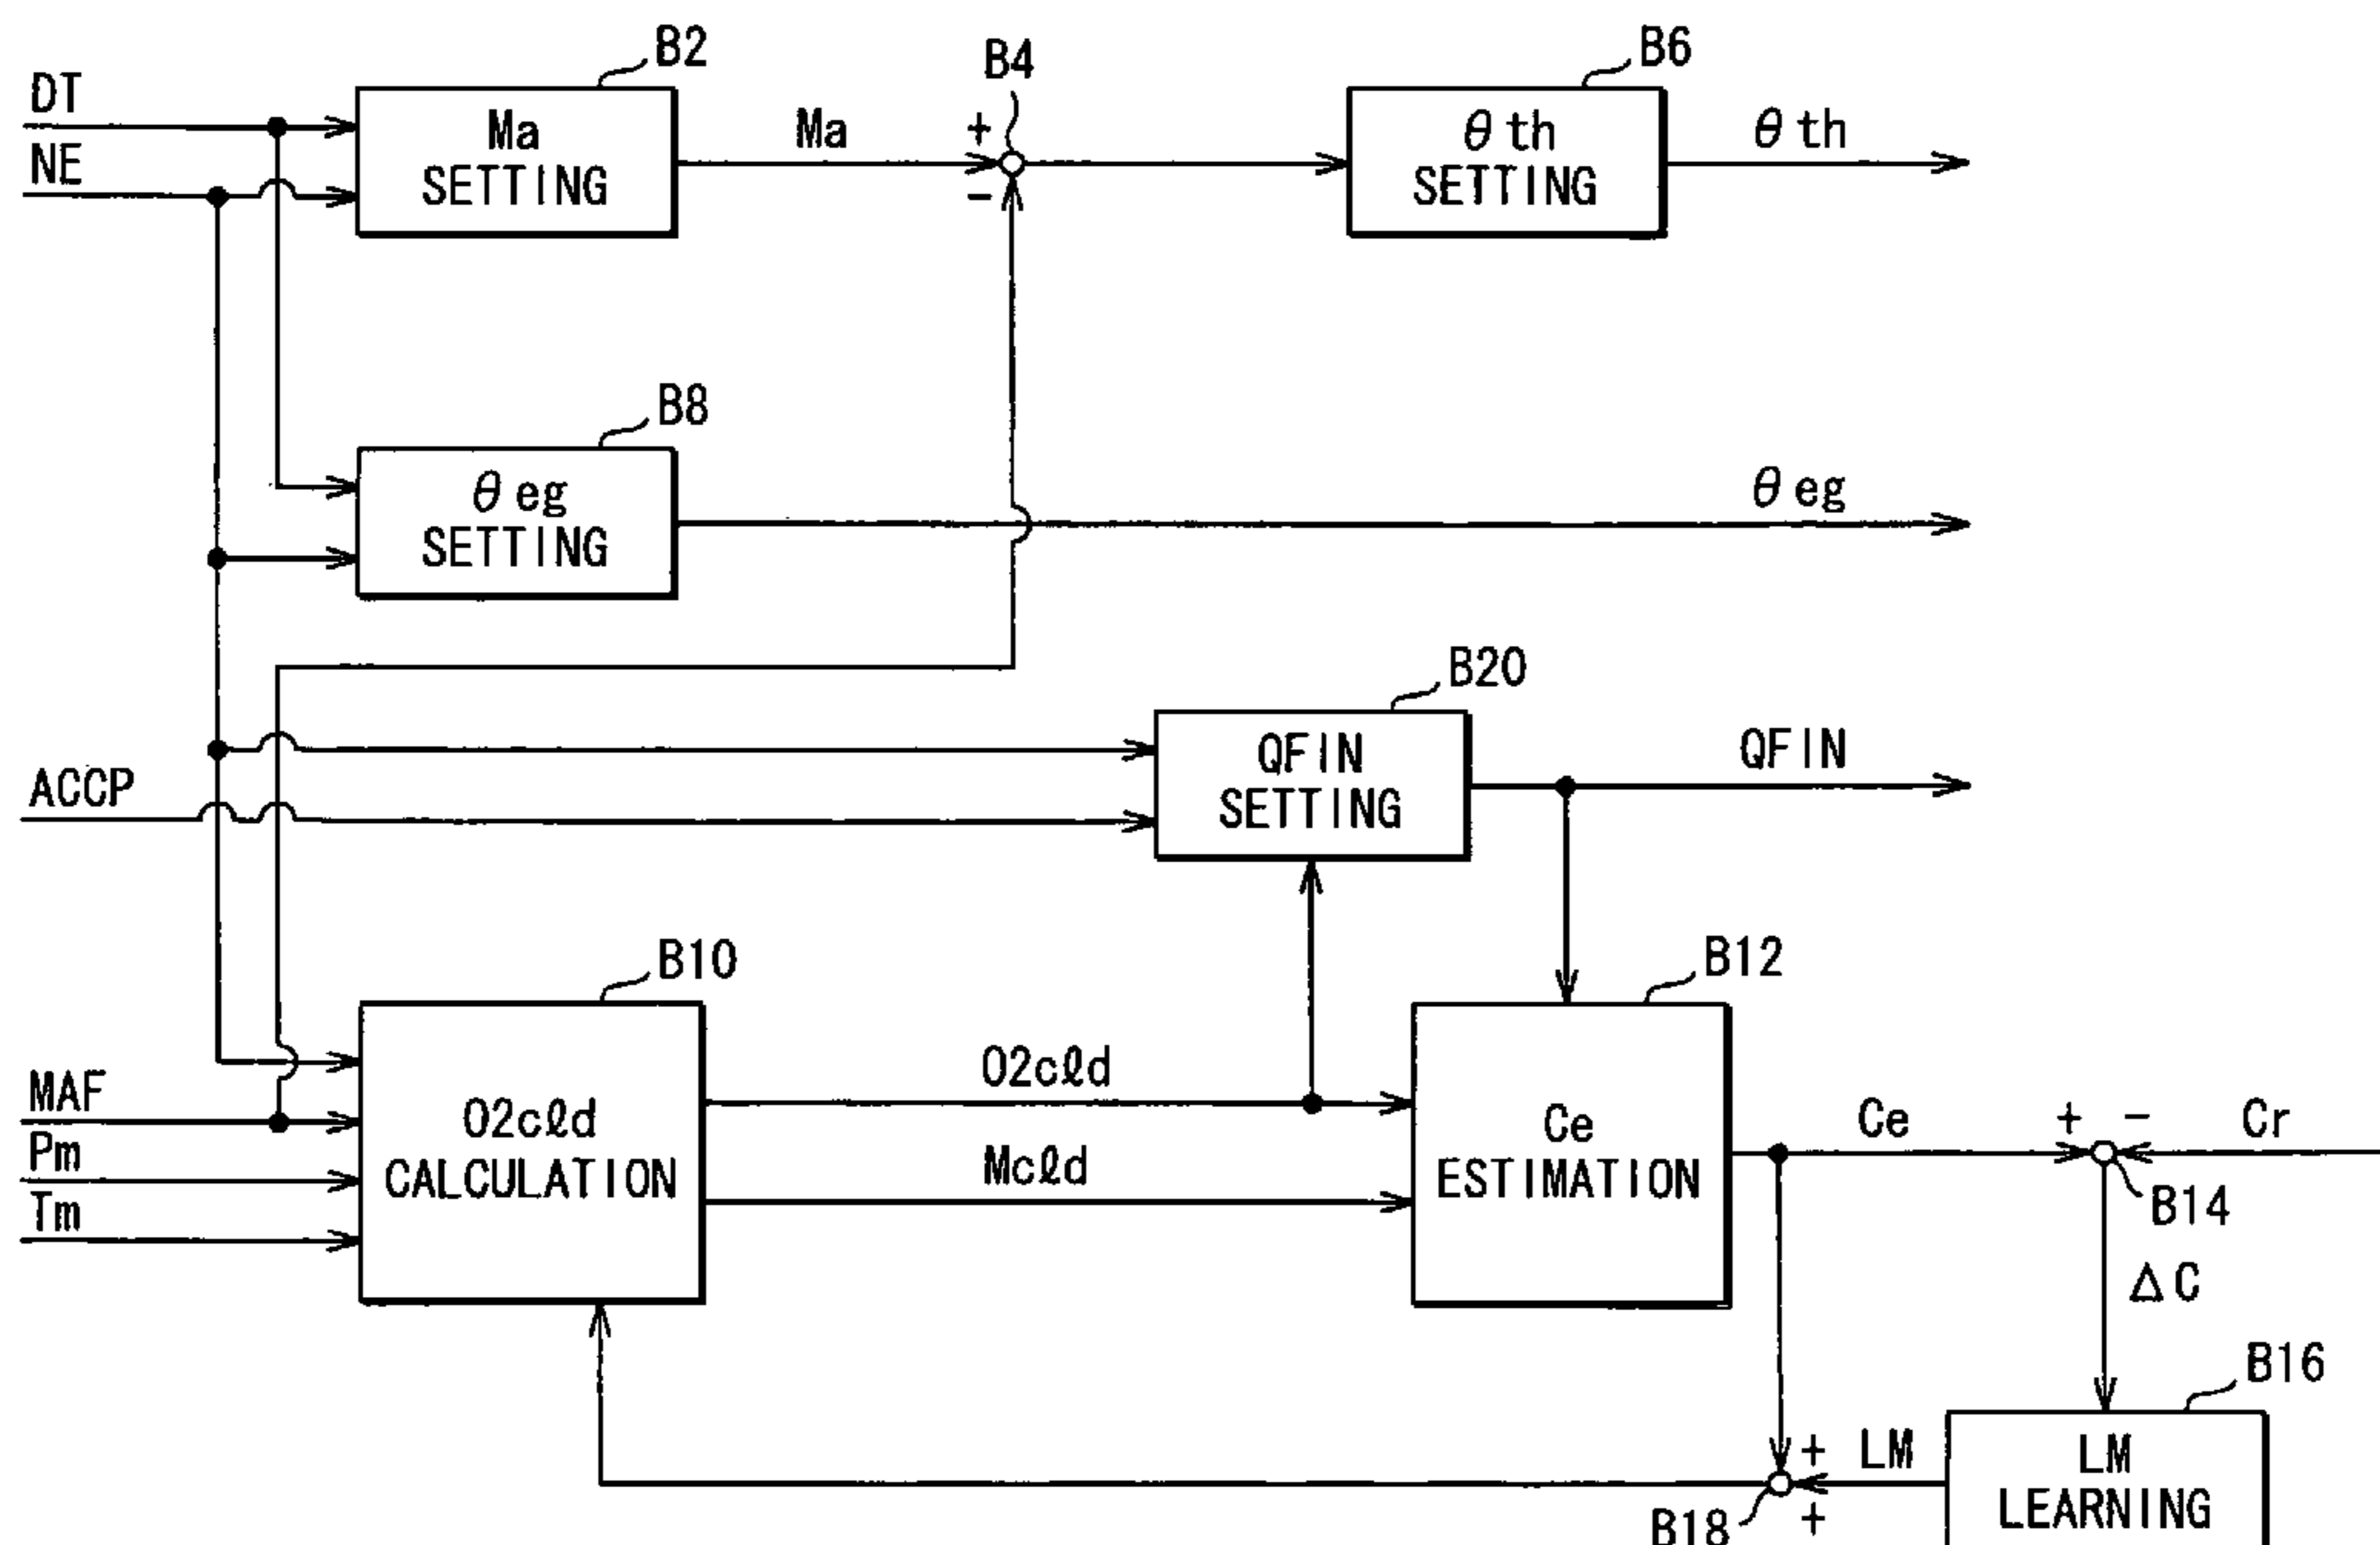 B2
B4
B6
DT
NE
Ma
SETTING
Ma
+
-
θth
SETTING
θth
B8
θeg
SETTING
θeg
B20
QFIN
SETTING
QFIN
ACCP
B10
B12
MAF
Pm
Tm
O2cℓd
CALCULATION
O2cℓd
Mcℓd
Ce
ESTIMATION
Ce
+
-
Cr
B14
ΔC
B16
LM
LEARNING
LM
+
+
B18